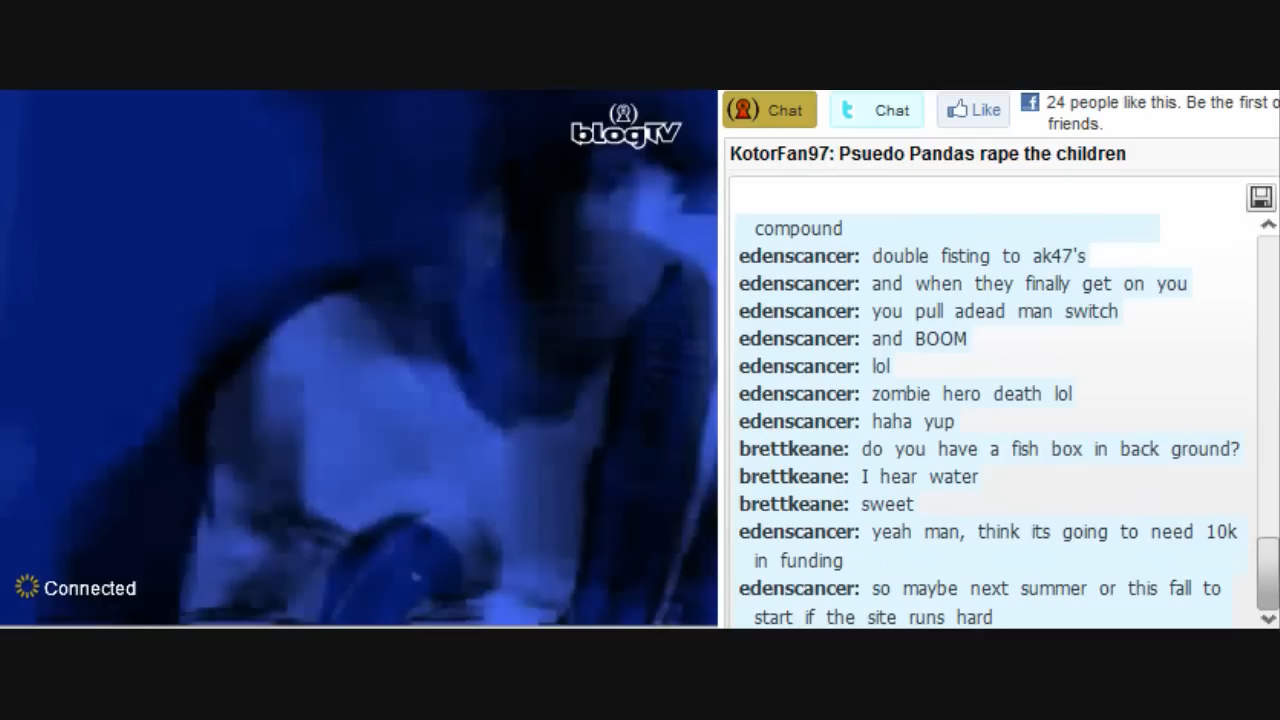 blogTV
Chat
Chat
Like
24 people like this. Be the first o
friends.
KotorFan97: Psuedo Pandas rape the children
compound
edenscancer: double fisting to ak47's
edenscancer: and when they finally get on you
edenscancer: you pull adead man switch
edenscancer: and BOOM
edenscancer: lol
edenscancer: zombie hero death lol
edenscancer: haha yup
brettkeane: do you have a fish box in back ground?
brettkeane: I hear water
brettkeane: sweet
edenscancer: yeah man, think its going to need 10k
in funding
edenscancer: so maybe next summer or this fall to
start if the site runs hard
Connected